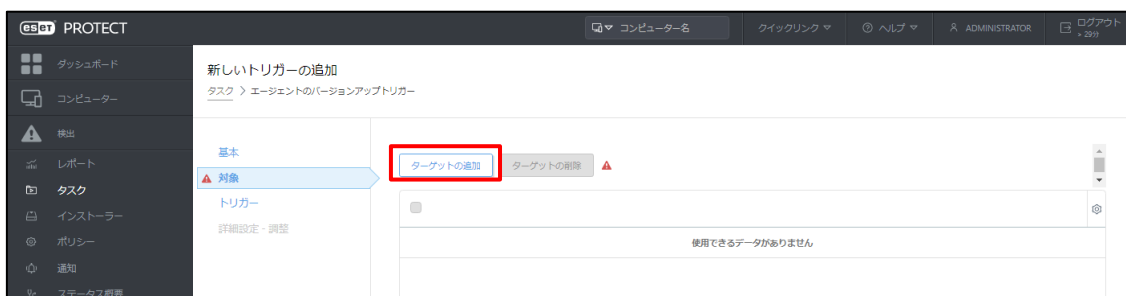 eset PROTECT
コンピューター名
クイックリンク
ヘルプ
ADMINISTRATOR
ログアウト
> 29分
ダッシュボード
コンピューター
検出
レポート
タスク
インストーラー
ポリシー
通知
ステータス概要
新しいトリガーの追加
タスク > エージェントのバージョンアップトリガー
基本
対象
トリガー
詳細設定 - 調整
ターゲットの追加
ターゲットの削除
使用できるデータがありません